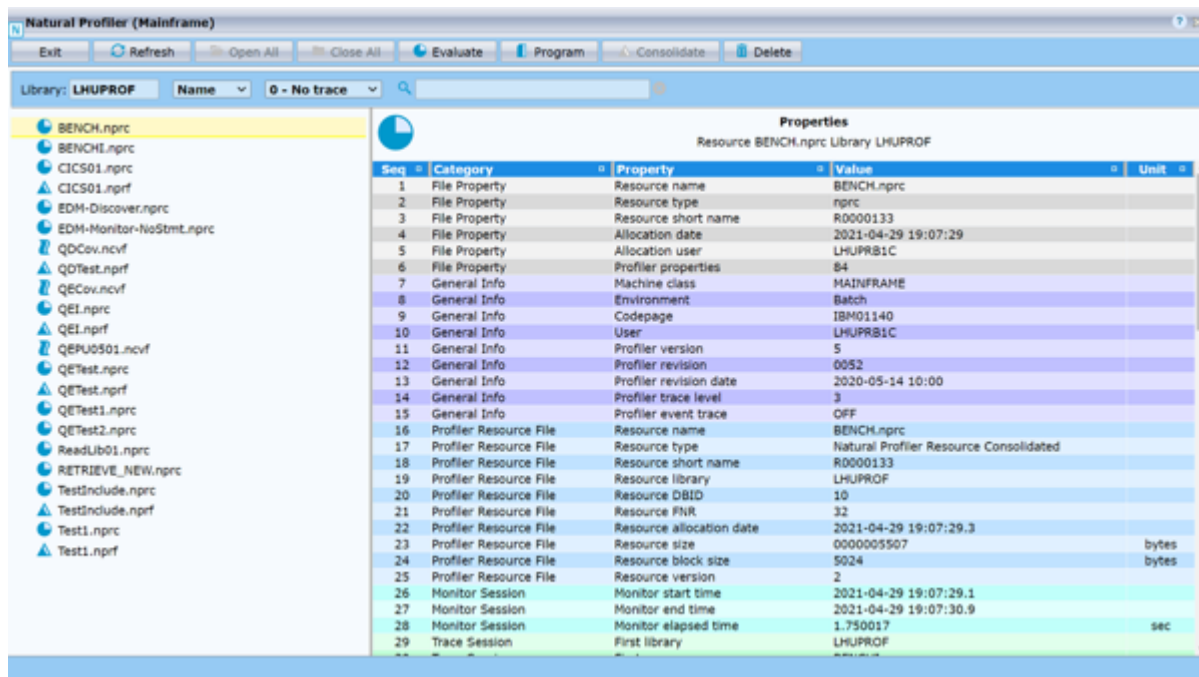 Natural Profiler (Mainframe)
Exit Refresh Open All Close All Evaluate Program Consolidate Delete
Library: LHUPROF Name 0 - No trace
BENCH.nprc
BENCHI.nprc
CICS01.nprc
CICS01.nprf
EDM-Discover.nprc
EDM-Monitor-NoStmt.nprc
QDCov.ncvf
QDTest.nprf
QECov.ncvf
QEI.nprc
QEI.nprf
QEPU0501.ncvf
QETest.nprc
QETest.nprf
QETest1.nprc
QETest2.nprc
ReadLib01.nprc
RETRIEVE_NEW.nprc
TestInclude.nprc
TestInclude.nprf
Test1.nprc
Test1.nprf
Properties
Resource BENCH.nprc Library LHUPROF
Seq Category Property Value Unit
1 File Property Resource name BENCH.nprc
2 File Property Resource type nprc
3 File Property Resource short name R0000133
4 File Property Allocation date 2021-04-29 19:07:29
5 File Property Allocation user LHUPRB1C
6 File Property Profiler properties 84
7 General Info Machine class MAINFRAME
8 General Info Environment Batch
9 General Info Codepage IBM01140
10 General Info User LHUPRB1C
11 General Info Profiler version 5
12 General Info Profiler revision 0052
13 General Info Profiler revision date 2020-05-14 10:00
14 General Info Profiler trace level 3
15 General Info Profiler event trace OFF
16 Profiler Resource File Resource name BENCH.nprc
17 Profiler Resource File Resource type Natural Profiler Resource Consolidated
18 Profiler Resource File Resource short name R0000133
19 Profiler Resource File Resource library LHUPROF
20 Profiler Resource File Resource DBID 10
21 Profiler Resource File Resource FNR 32
22 Profiler Resource File Resource allocation date 2021-04-29 19:07:29.3
23 Profiler Resource File Resource size 0000005507 bytes
24 Profiler Resource File Resource block size 5024 bytes
25 Profiler Resource File Resource version 2
26 Monitor Session Monitor start time 2021-04-29 19:07:29.1
27 Monitor Session Monitor end time 2021-04-29 19:07:30.9
28 Monitor Session Monitor elapsed time 1.750017 sec
29 Trace Session First library LHUPROF